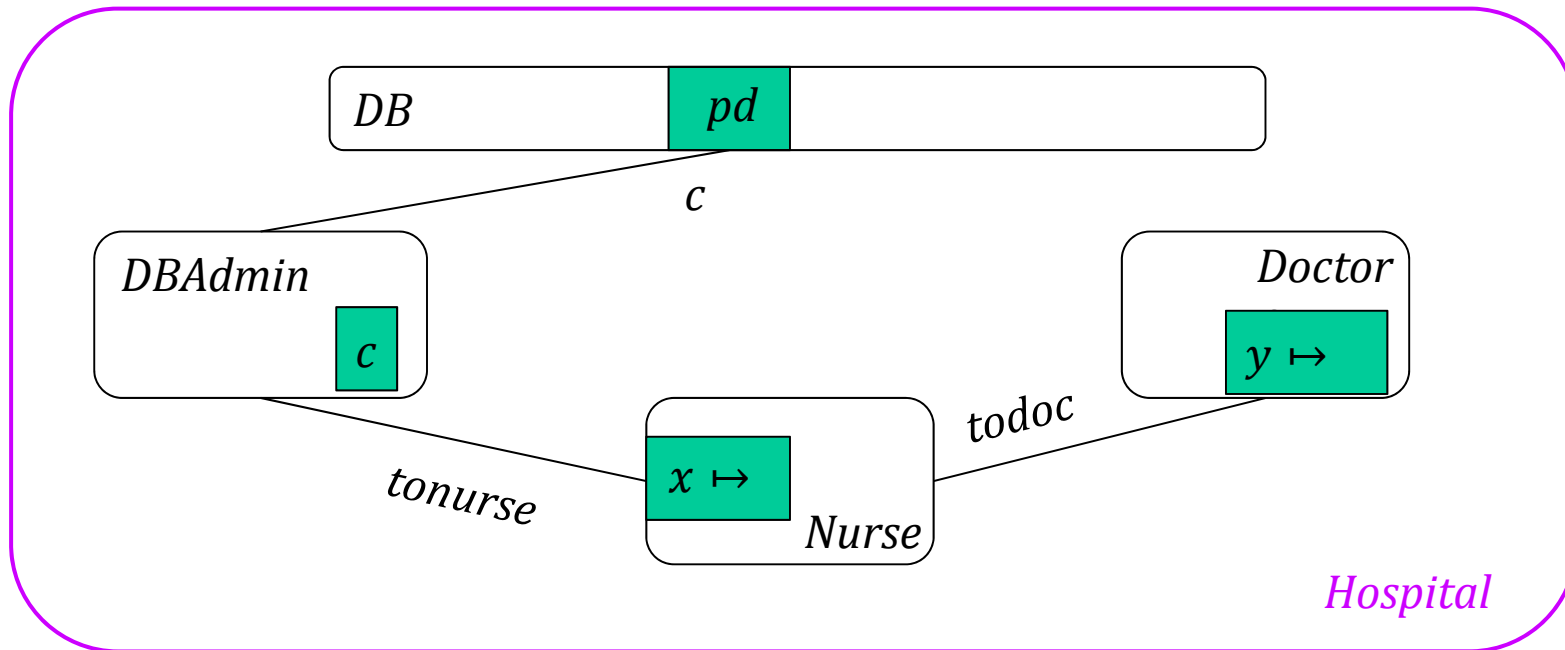 DB
pd
c
DBAdmin
Doctor
c
y ↦
todoc
x ↦
tonurse
Nurse
Hospital